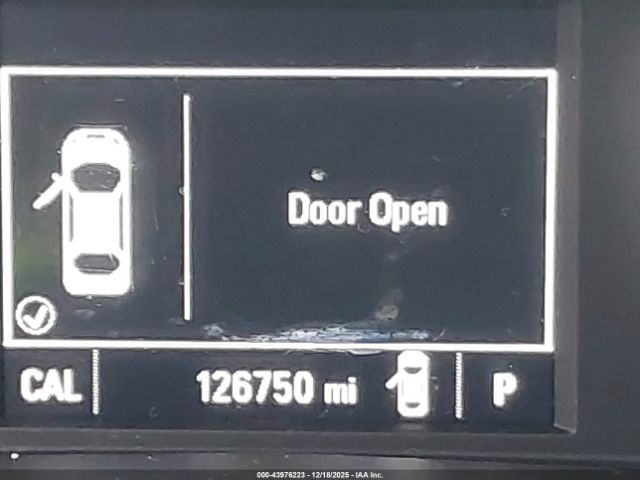 Door Open
CAL 126750 mi P
000-43976223 - 12/18/2025 - IAA Inc.